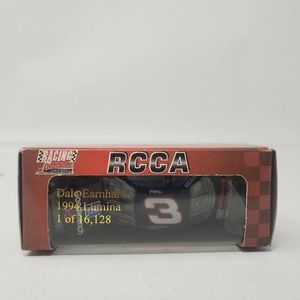 RACING
RCCA
Dale Earnhardt
1994 Lumina
1 of 16,128
3